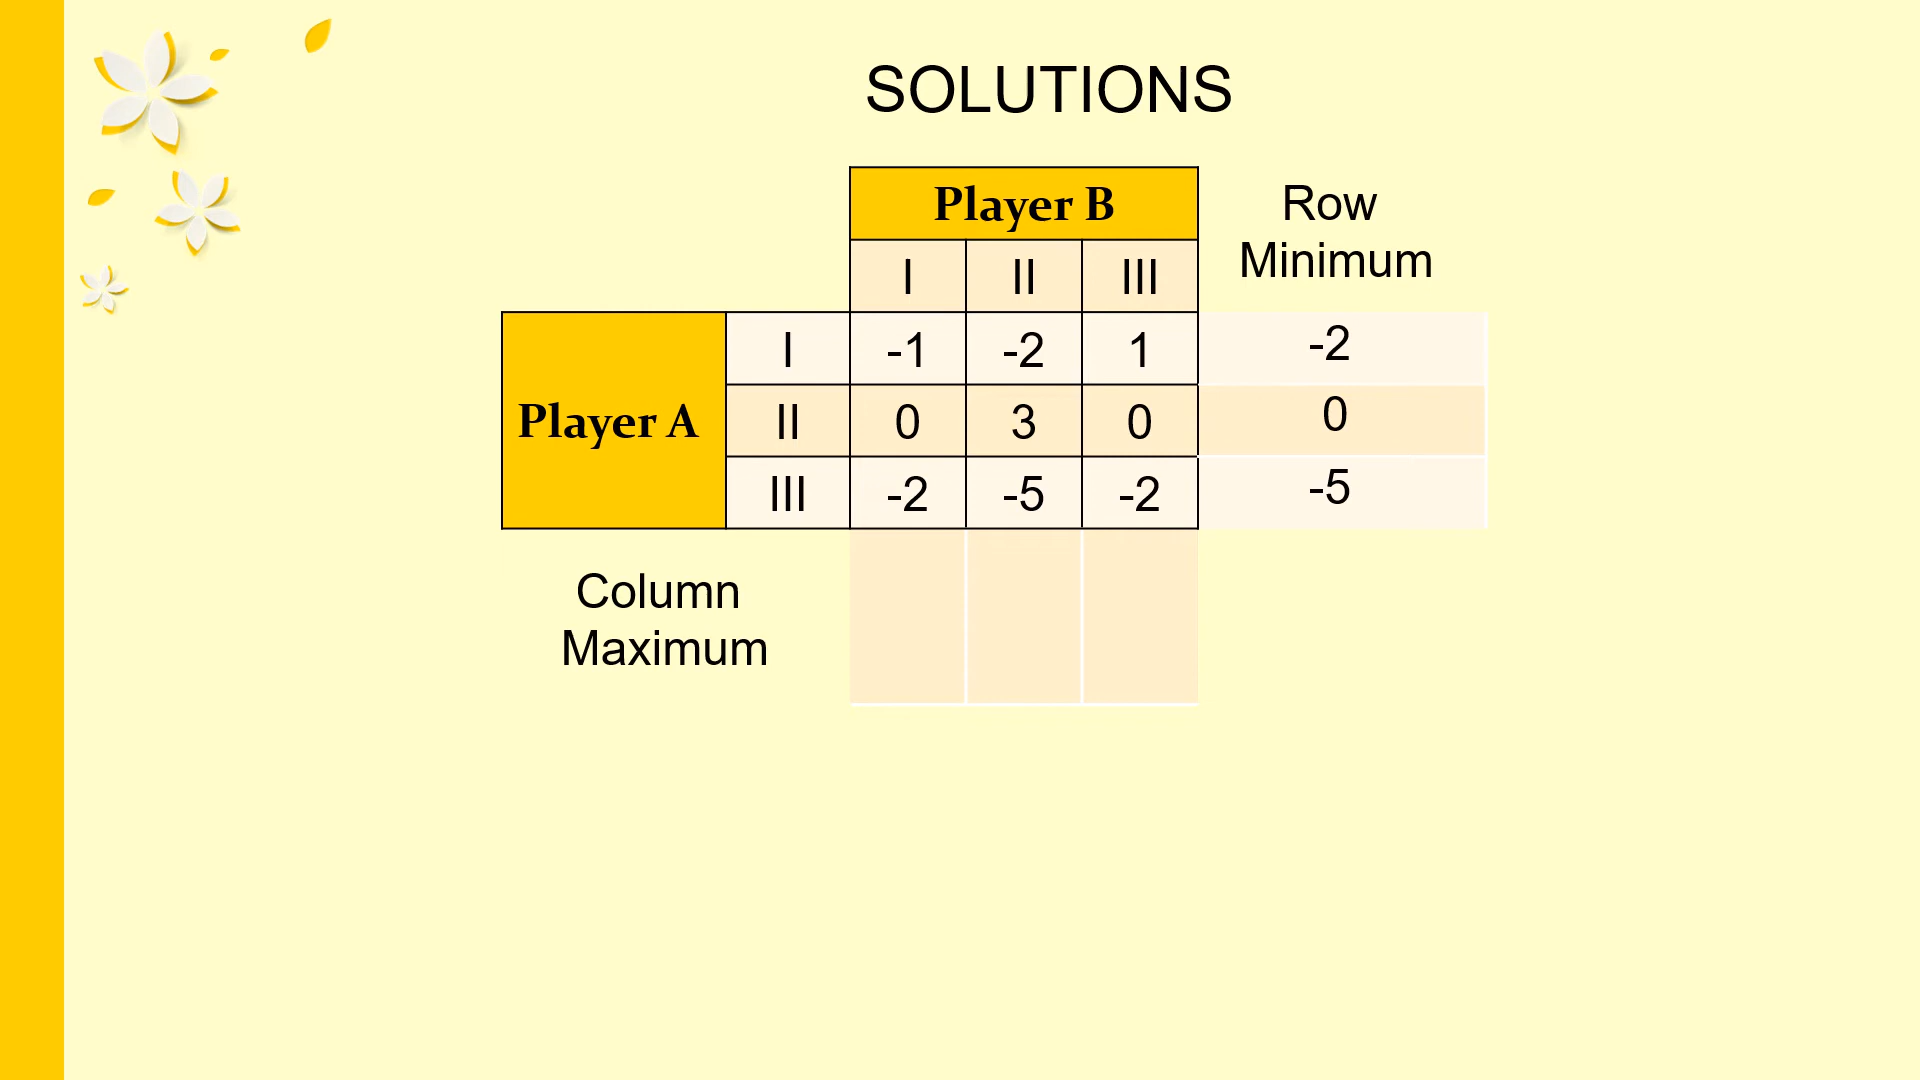 SOLUTIONS
Player B
Row
Minimum
I II III
Player A
I -1 -2 1 -2
II 0 3 0 0
III -2 -5 -2 -5
Column
Maximum